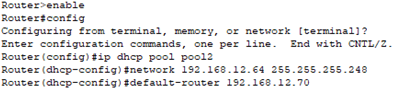 Router>enable
Router#config
Configuring from terminal, memory, or network [terminal]?
Enter configuration commands, one per line.  End with CNTL/Z.
Router(config)#ip dhcp pool pool2
Router(dhcp-config)#network 192.168.12.64 255.255.255.248
Router(dhcp-config)#default-router 192.168.12.70